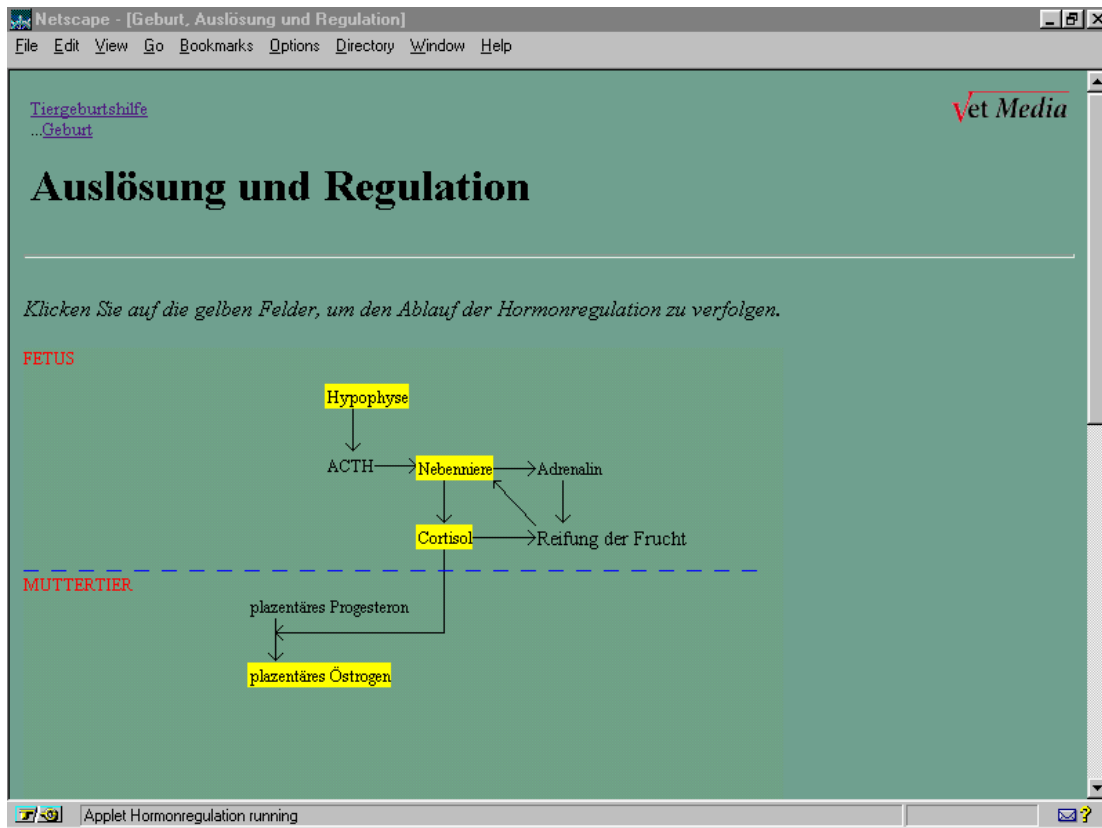 Netscape - [Geburt, Auslösung und Regulation]
File Edit View Go Bookmarks Options Directory Window Help
Tiergeburtshilfe
...Geburt
Vet Media
Auslösung und Regulation
Klicken Sie auf die gelben Felder, um den Ablauf der Hormonregulation zu verfolgen.
FETUS
Hypophyse
ACTH Nebenniere Adrenalin
Cortisol Reifung der Frucht
MUTTERTIER
plazentäres Progesteron
plazentäres Östrogen
Applet Hormonregulation running